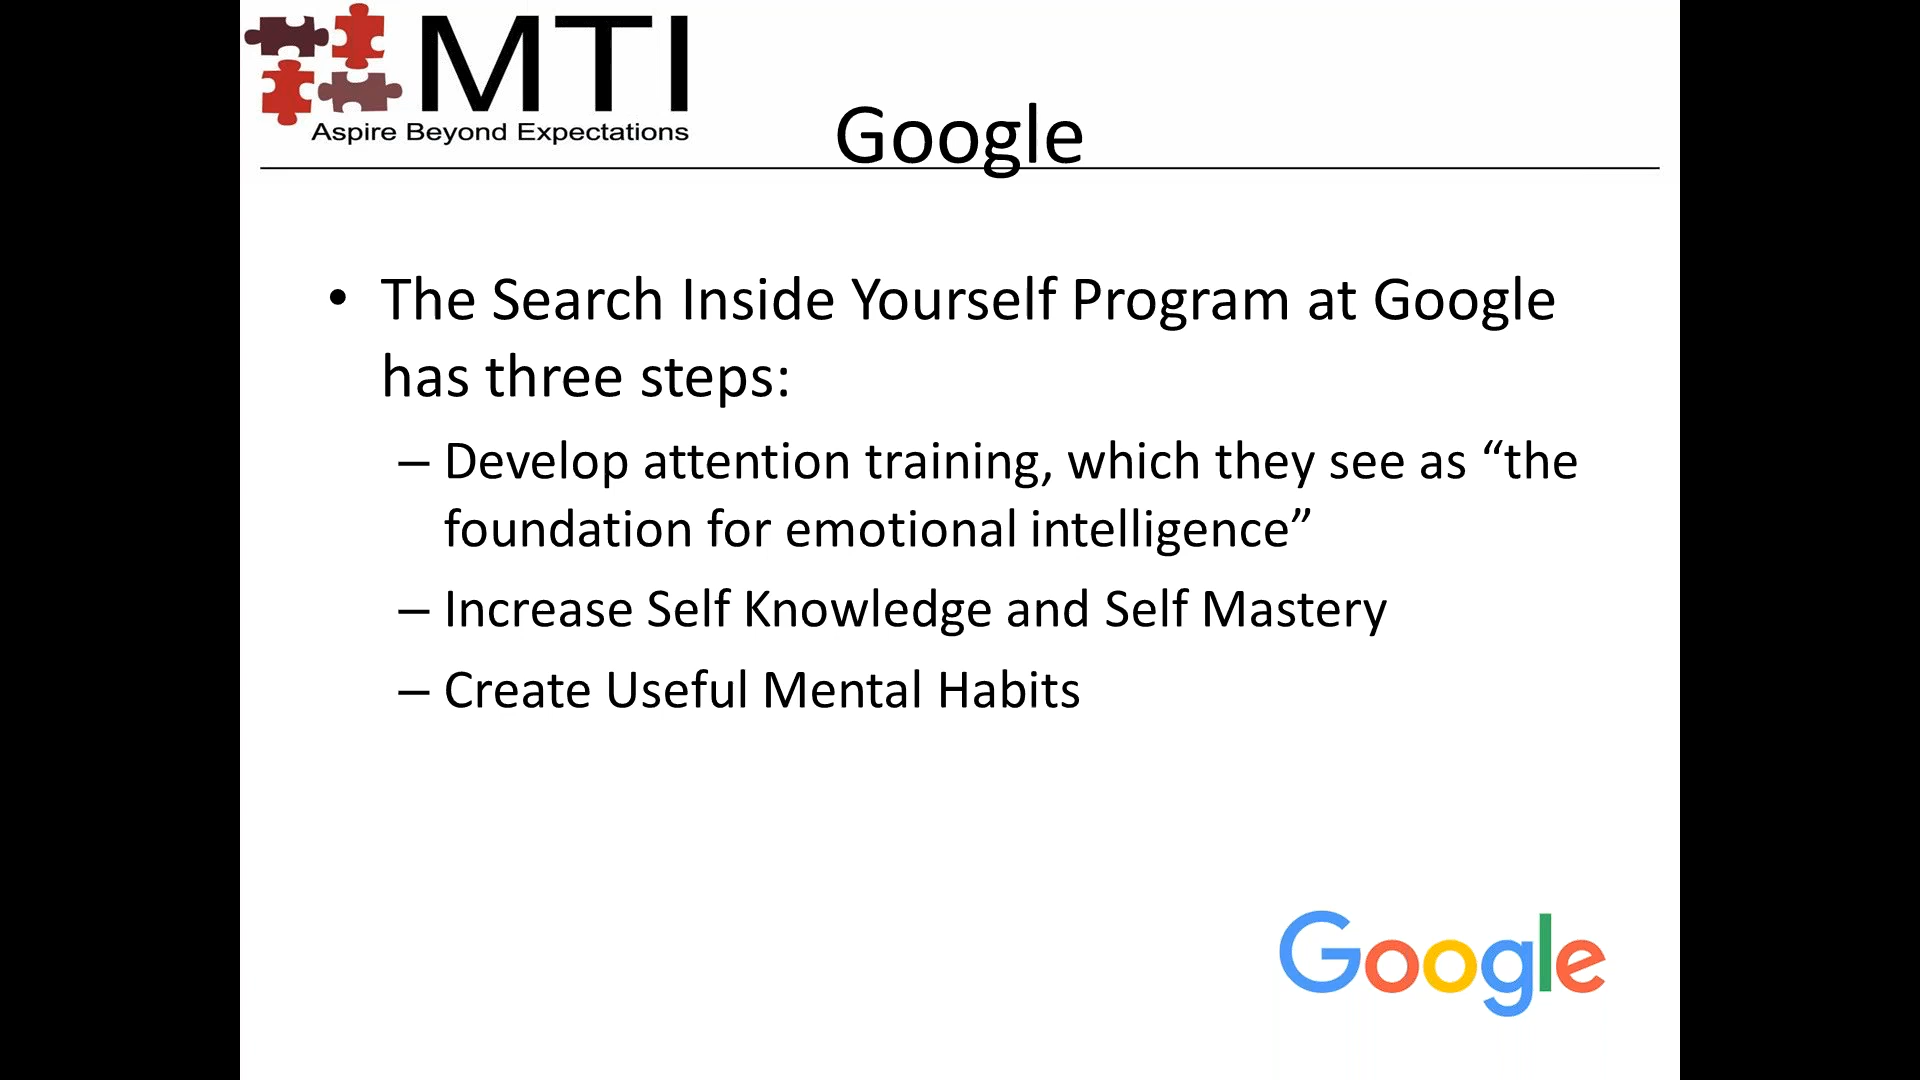 MTI
Aspire Beyond Expectations
Google
• The Search Inside Yourself Program at Google
has three steps:
– Develop attention training, which they see as “the
foundation for emotional intelligence”
– Increase Self Knowledge and Self Mastery
– Create Useful Mental Habits
Google